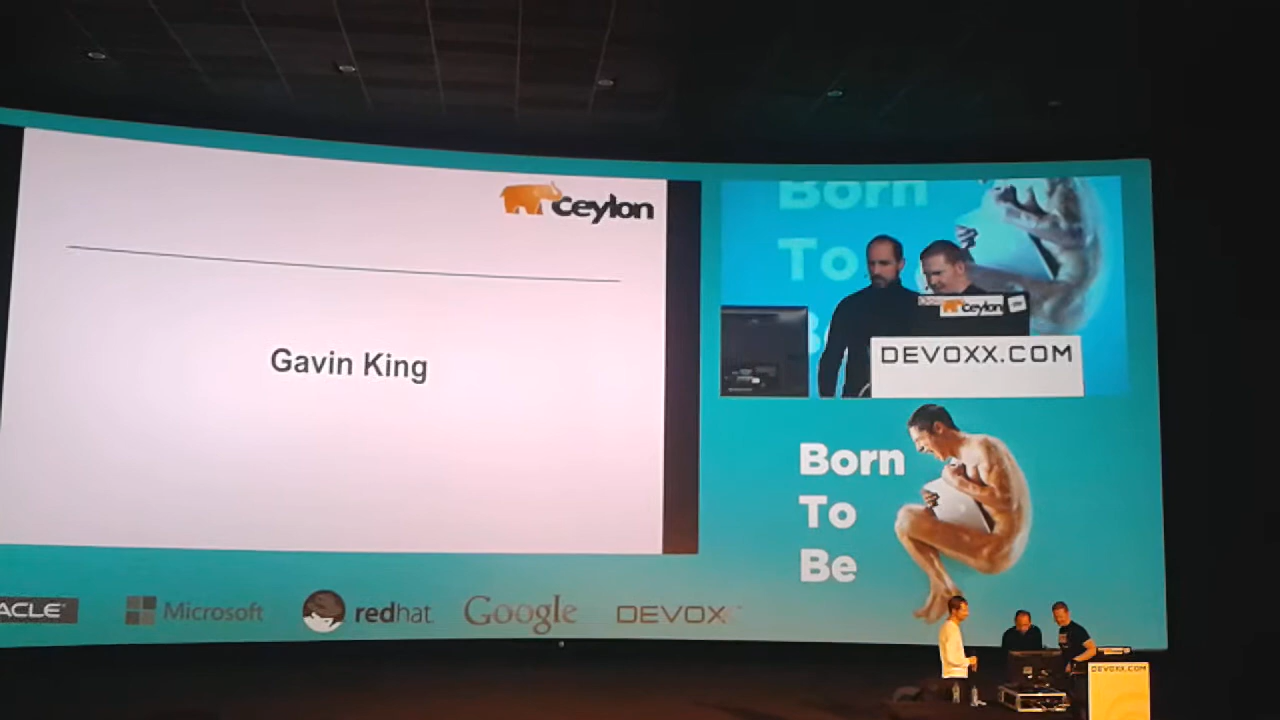 ceylon
Gavin King
Born
To
ceylon
DEVOXX.COM
Born
To
Be
ACLE
Microsoft
redhat
Google
DEVOX
DEVOXX.COM